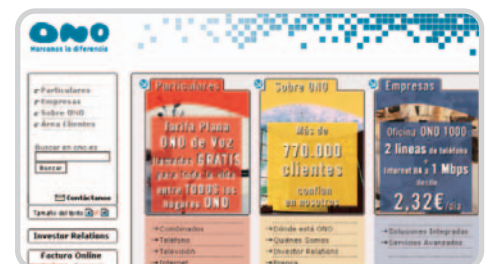 ONO
Marcamos la diferencia
Particulares
Empresas
Sobre ONO
Área Clientes
Buscar en ono.es
Buscar
Contáctanos
Tamaño del texto
Investor Relations
Factura Online
Particulares
Tarifa Plana
ONO de Voz
llamadas GRATIS
para toda la vida
entre TODOS los
hogares ONO
Combinados
Teléfono
Televisión
Internet
Sobre ONO
Más de
770.000
clientes
confían
en nosotros
Dónde está ONO
Quiénes Somos
Investor Relations
Prensa
Empresas
Oficina ONO 1000
2 líneas de teléfono
+
Internet BA a 1 Mbps
desde
2,32€/día
Soluciones Integradas
Servicios Avanzados